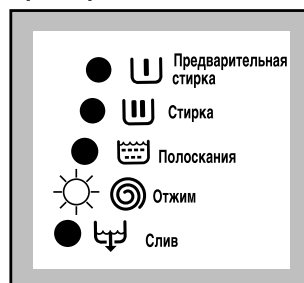 Предварительная
стирка
Стирка
Полоскания
Отжим
Слив